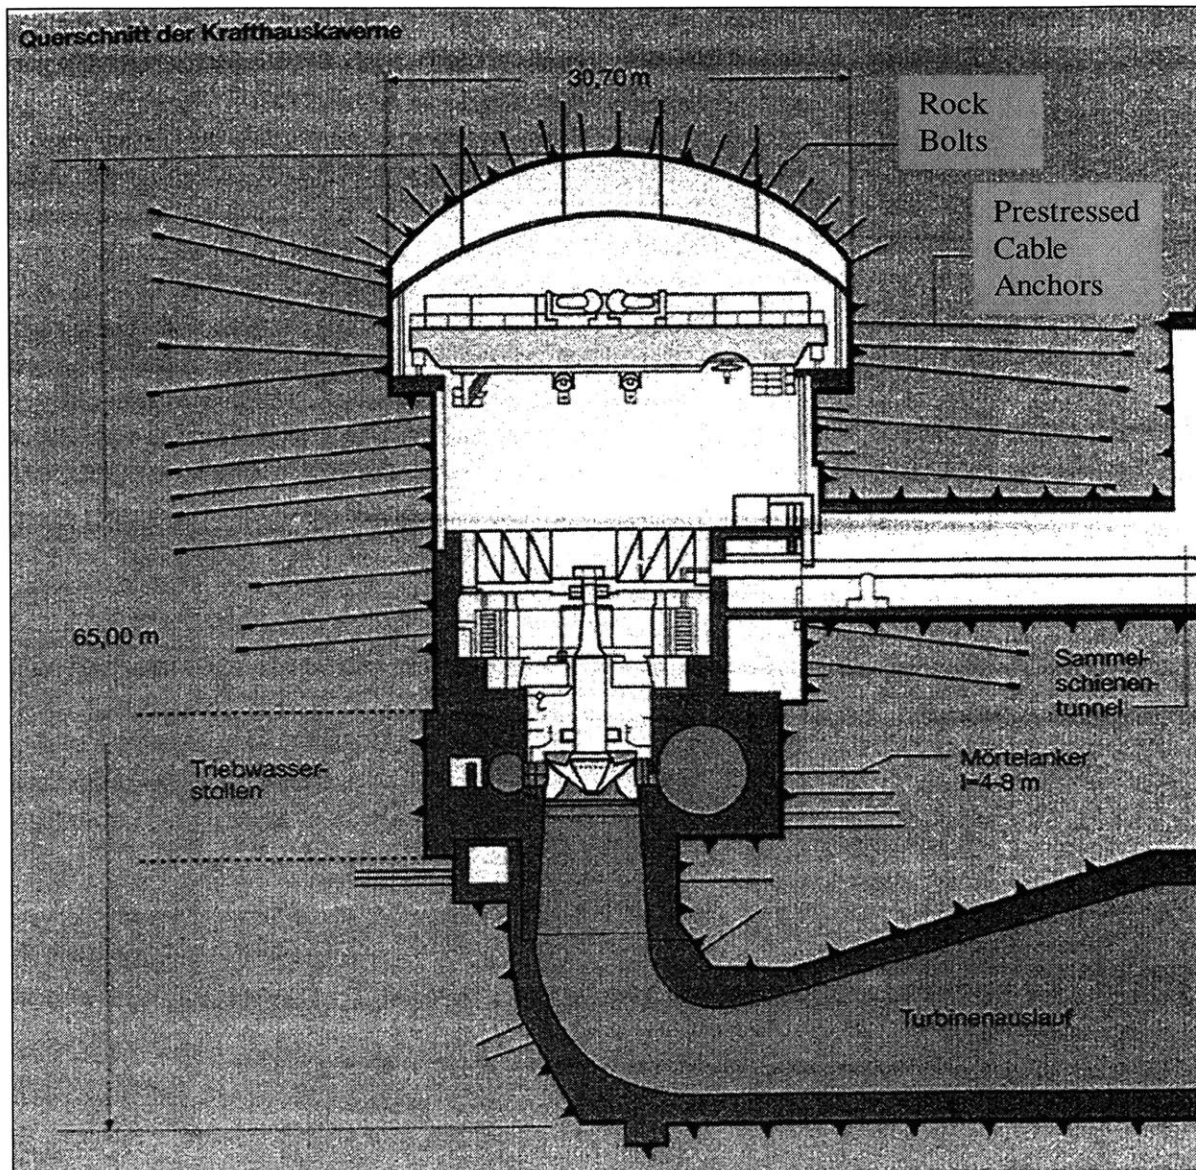 Querschnitt der Krafthauskaverne
30,70 m
Rock
Bolts
Prestressed
Cable
Anchors
65,00 m
Sammel-
schienen-
tunnel
Triebwasser-
stollen
Mörtelanker
l=4-8 m
Turbinenauslauf